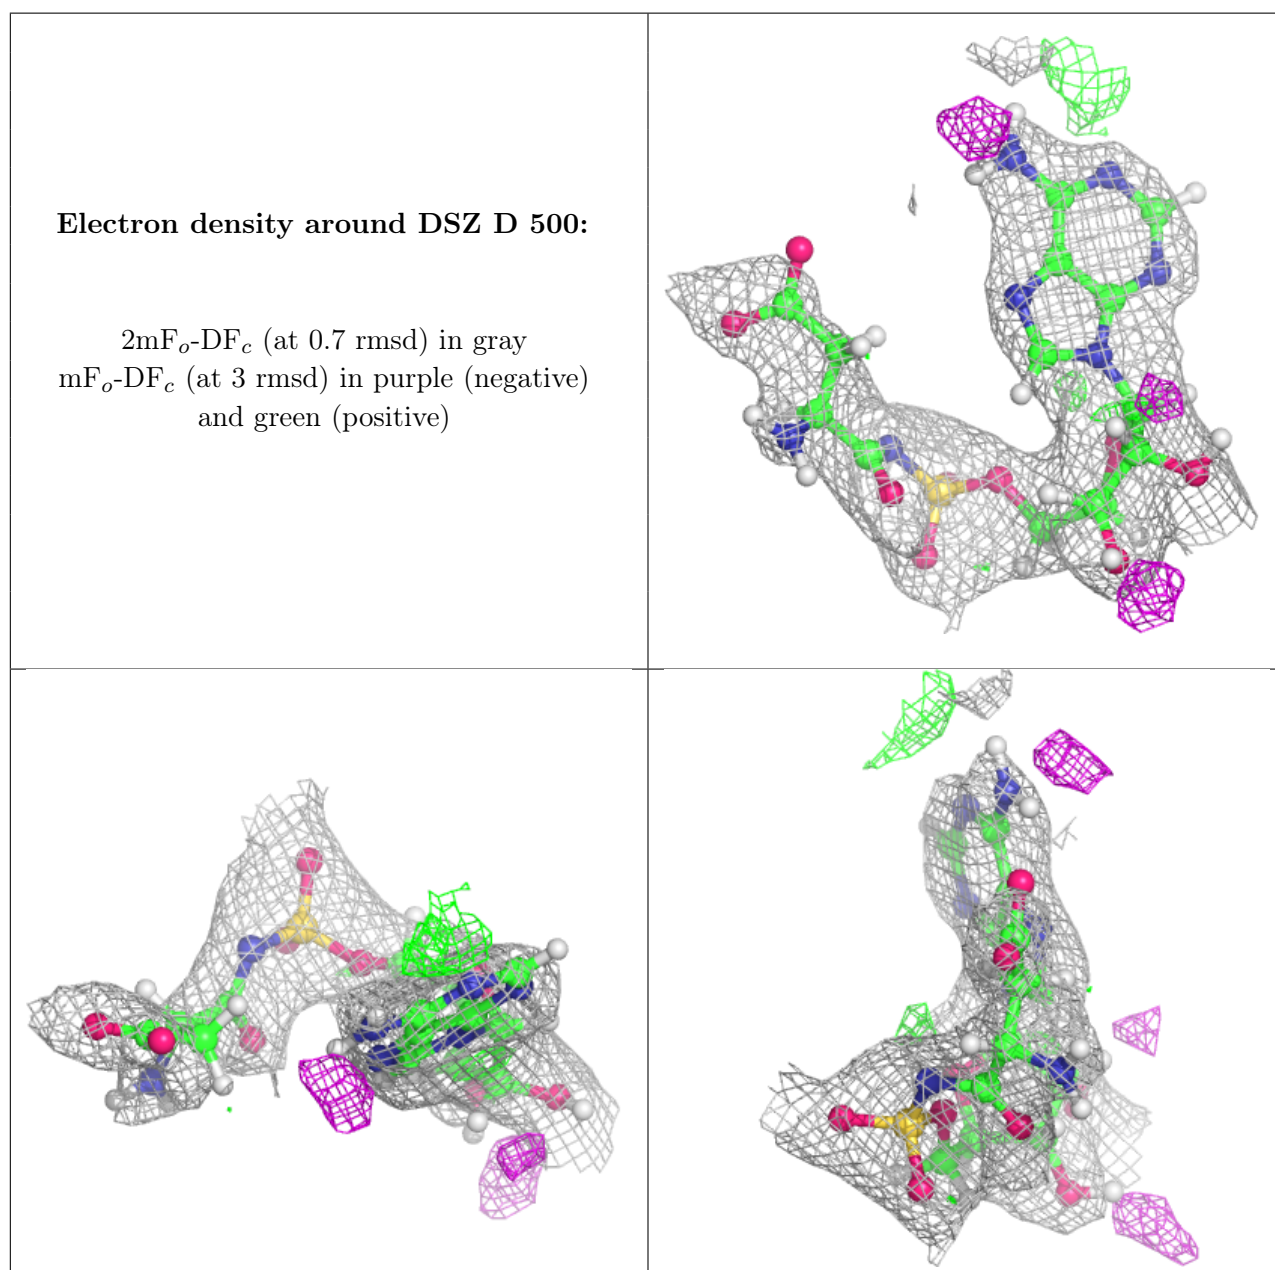 Electron density around DSZ D 500:
2mFo-DFc (at 0.7 rmsd) in gray
mFo-DFc (at 3 rmsd) in purple (negative)
and green (positive)